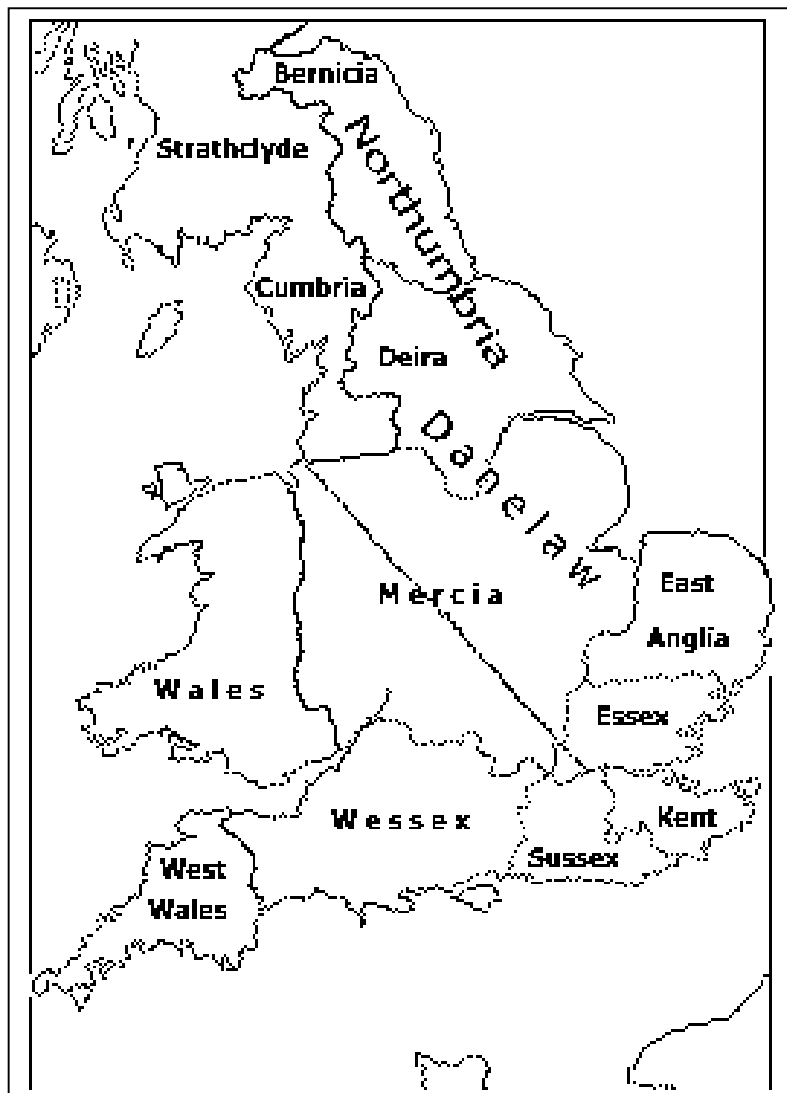 Bernicia
Strathclyde
Northumbria
Cumbria
Deira
Danelaw
Mercia
East
Anglia
Wales
Essex
Wessex
Kent
Sussex
West
Wales